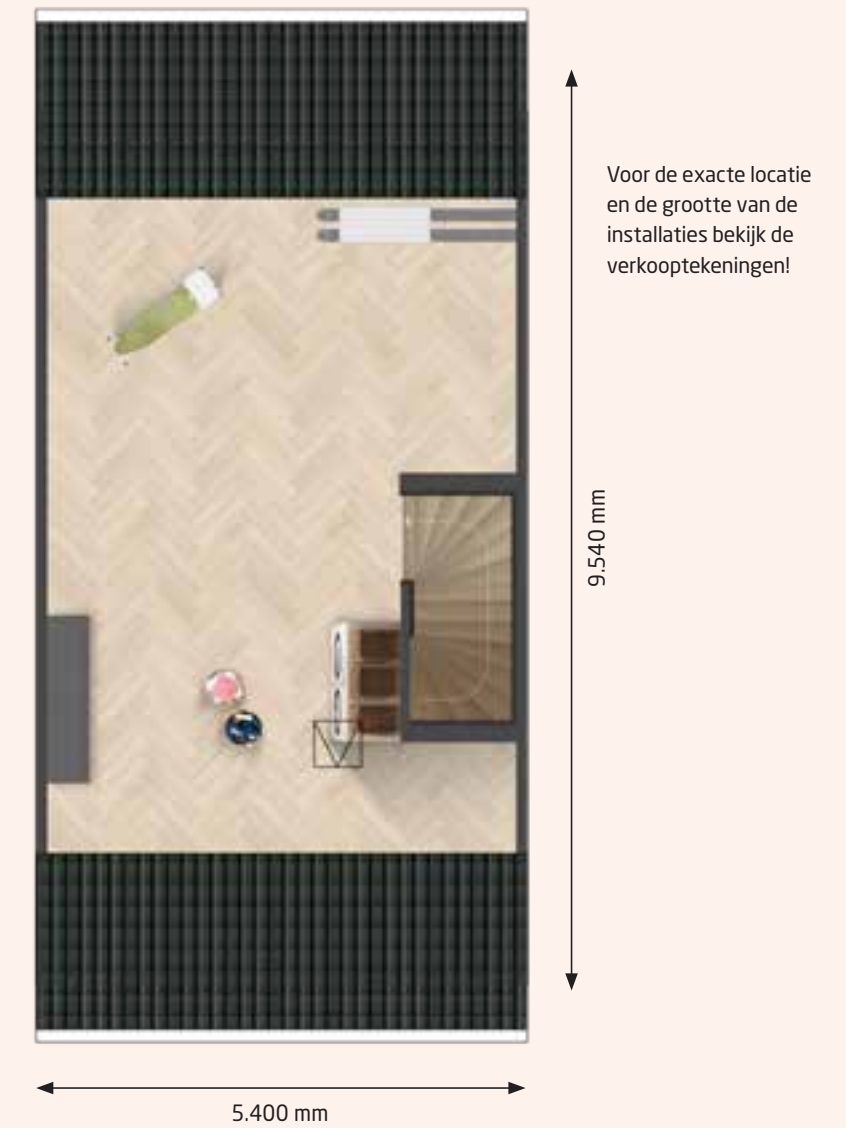 Voor de exacte locatie
en de grootte van de
installaties bekijk de
verkooptekeningen!
9.540 mm
5.400 mm